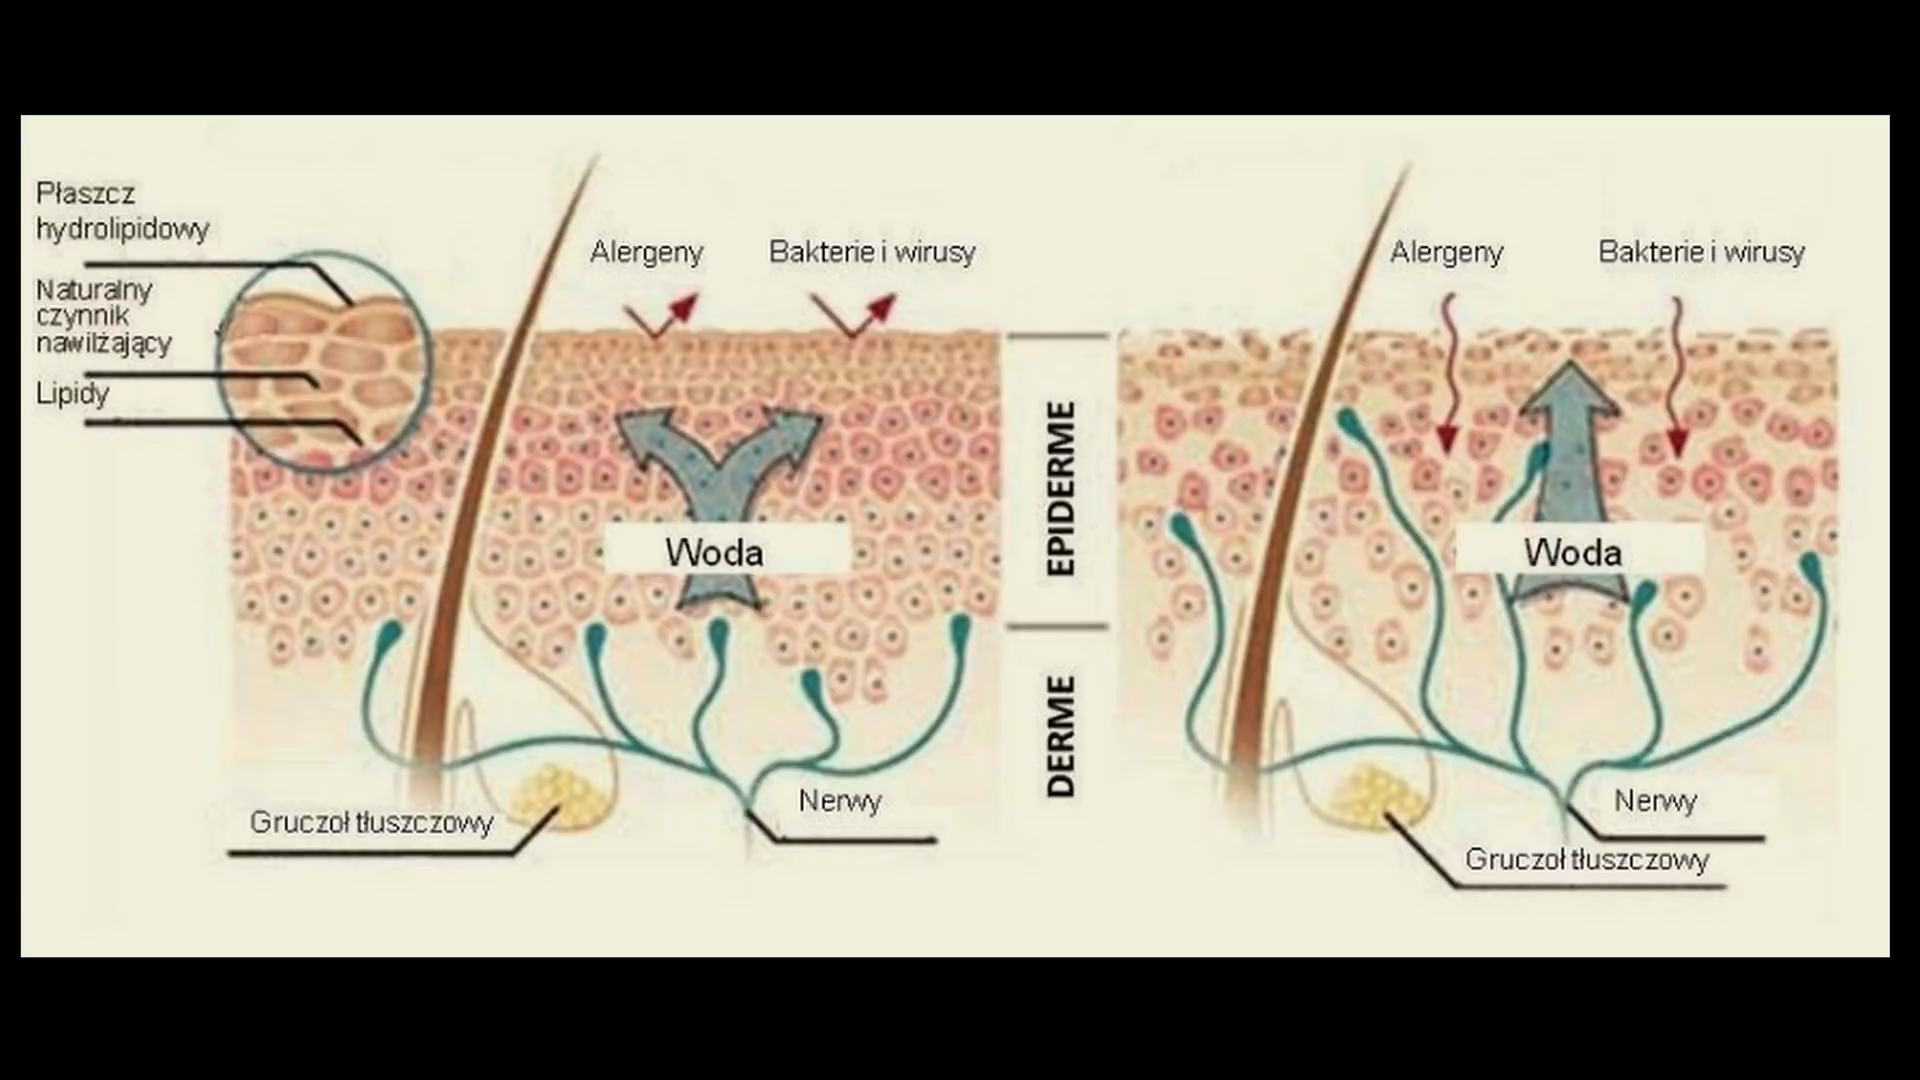 Płaszcz
hydrolipidowy
Naturalny
czynnik
nawilżający
Lipidy
Alergeny
Bakterie i wirusy
Woda
Gruczoł tłuszczowy
Nerwy
EPIDERME
DERME
Alergeny
Bakterie i wirusy
Woda
Nerwy
Gruczoł tłuszczowy